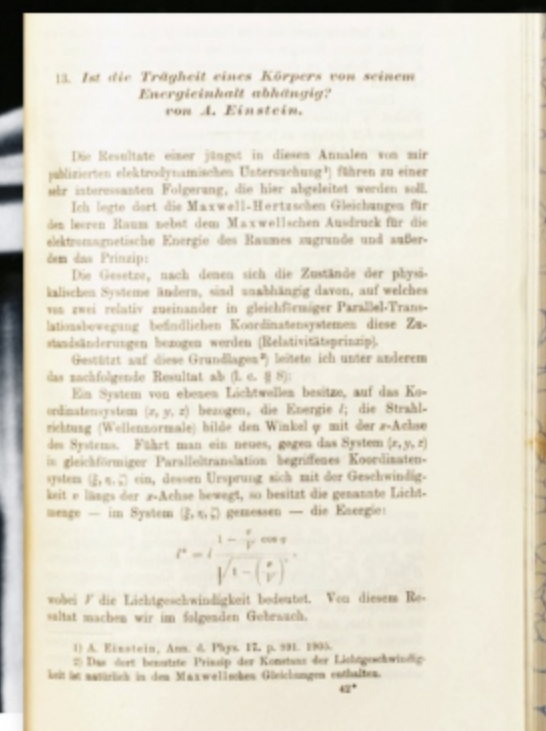 13. Ist die Trägheit eines Körpers von seinem
Energieinhalt abhängig?
von A. Einstein.
Die Resultate einer jüngst in diesen Annalen von mir
publizierten elektrodynamischen Untersuchung¹) führen zu einer
sehr interessanten Folgerung, die hier abgeleitet werden soll.
Ich legte dort die Maxwell-Hertzschen Gleichungen für
den leeren Raum nebst dem Maxwellschen Ausdruck für die
elektromagnetische Energie des Raumes zugrunde und außer-
dem das Prinzip:
Die Gesetze, nach denen sich die Zustände der physi-
kalischen Systeme ändern, sind unabhängig davon, auf welches
von zwei relativ zueinander in gleichförmiger Parallel-Trans-
lationsbewegung befindlichen Koordinatensystemen diese Zu-
standsänderungen bezogen werden (Relativitätsprinzip).
Gestützt auf diese Grundlagen²) leitete ich unter anderem
das nachfolgende Resultat ab (l. c. § 8):
Ein System von ebenen Lichtwellen besitze, auf das Ko-
ordinatensystem (x, y, z) bezogen, die Energie l; die Strahl-
richtung (Wellennormale) bilde den Winkel φ mit der x-Achse
des Systems. Führt man ein neues, gegen das System (x, y, z)
in gleichförmiger Paralleltranslation begriffenes Koordinaten-
system (ξ, η, ζ) ein, dessen Ursprung sich mit der Geschwindig-
keit v längs der x-Achse bewegt, so besitzt die genannte Licht-
menge — im System (ξ, η, ζ) gemessen — die Energie:
l* = l (1 − v/V cos φ) / √(1 − (v/V)²) ,
wobei V die Lichtgeschwindigkeit bedeutet. Von diesem Re-
sultat machen wir im folgenden Gebrauch.
1) A. Einstein, Ann. d. Phys. 17. p. 891. 1905.
2) Das dort benutzte Prinzip der Konstanz der Lichtgeschwindig-
keit ist natürlich in den Maxwellschen Gleichungen enthalten.
42*